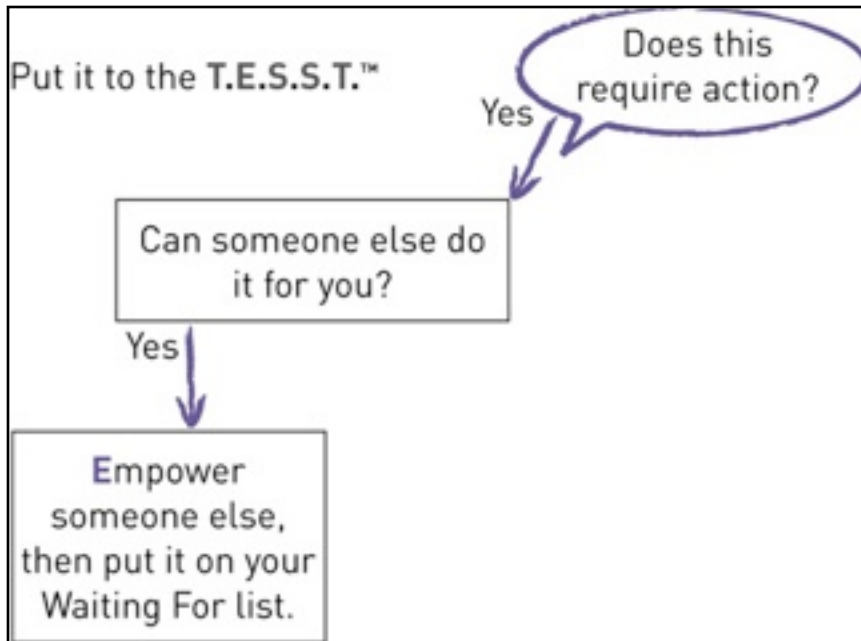 Put it to the T.E.S.S.T.™
Does this
require action?
Yes
Can someone else do
it for you?
Yes
Empower
someone else,
then put it on your
Waiting For list.